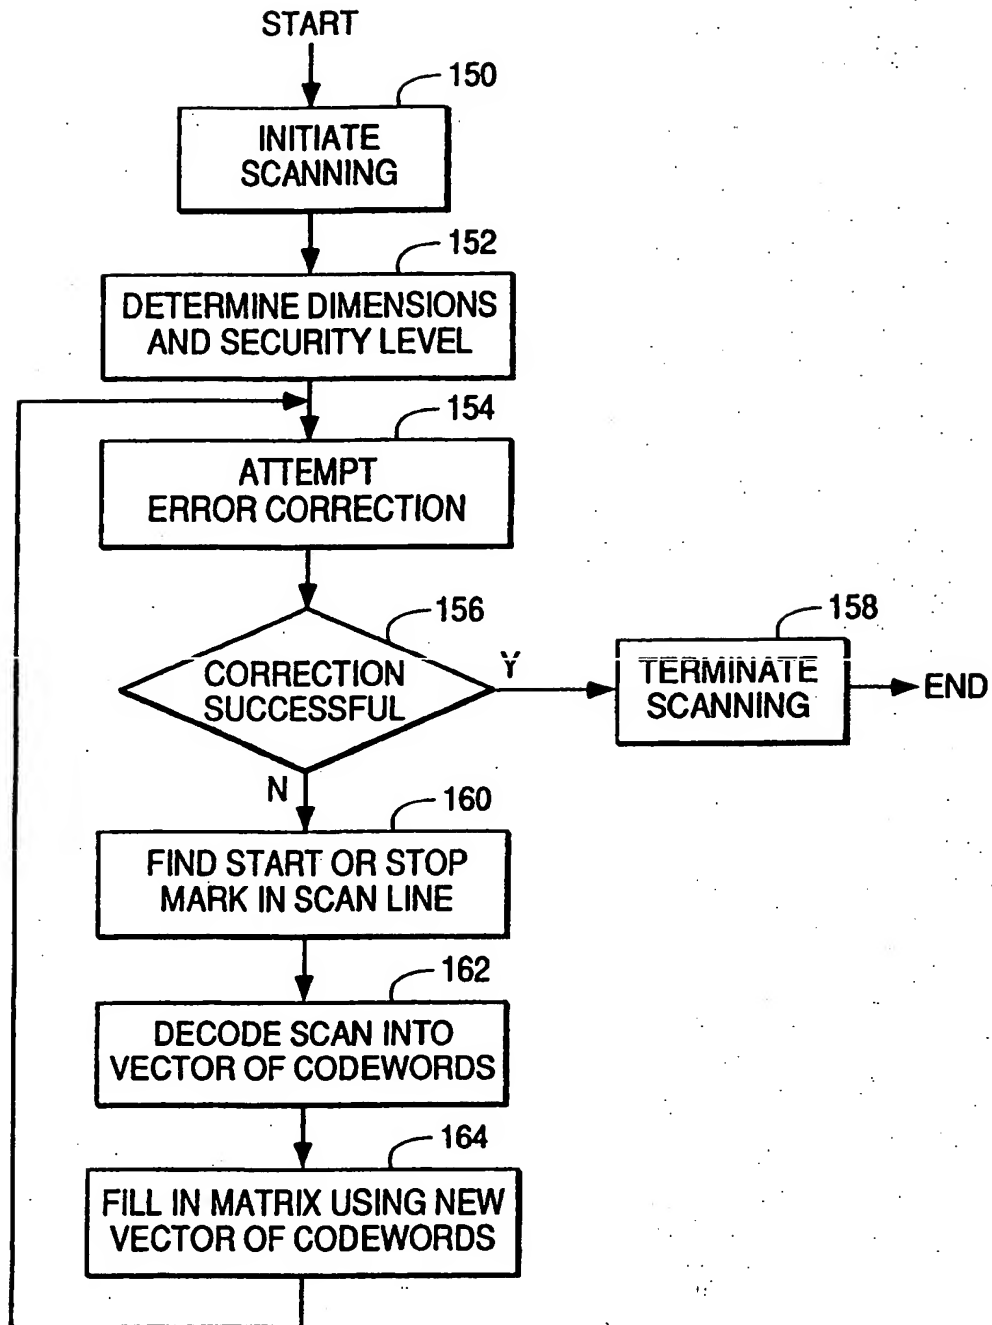 START
150
INITIATE
SCANNING
152
DETERMINE DIMENSIONS
AND SECURITY LEVEL
154
ATTEMPT
ERROR CORRECTION
156
CORRECTION
SUCCESSFUL
Y
158
TERMINATE
SCANNING
END
N
160
FIND START OR STOP
MARK IN SCAN LINE
162
DECODE SCAN INTO
VECTOR OF CODEWORDS
164
FILL IN MATRIX USING NEW
VECTOR OF CODEWORDS